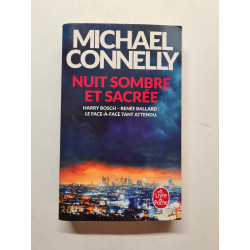 MICHAEL
CONNELLY
NUIT SOMBRE
ET SACRÉE
HARRY BOSCH – RENÉE BALLARD :
LE FACE-À-FACE TANT ATTENDU.
Le Livre
de Poche